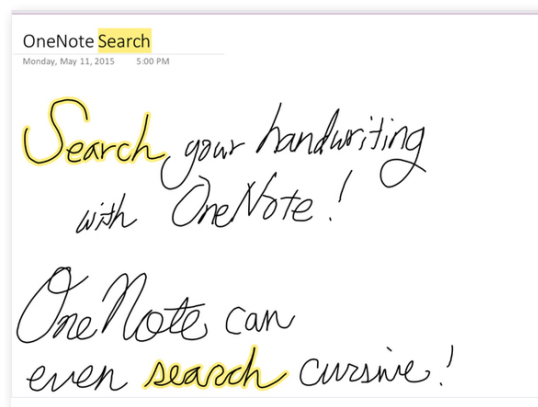 OneNote Search
Monday, May 11, 2015 5:00 PM
Search your handwriting
with OneNote!
OneNote can
even search cursive!